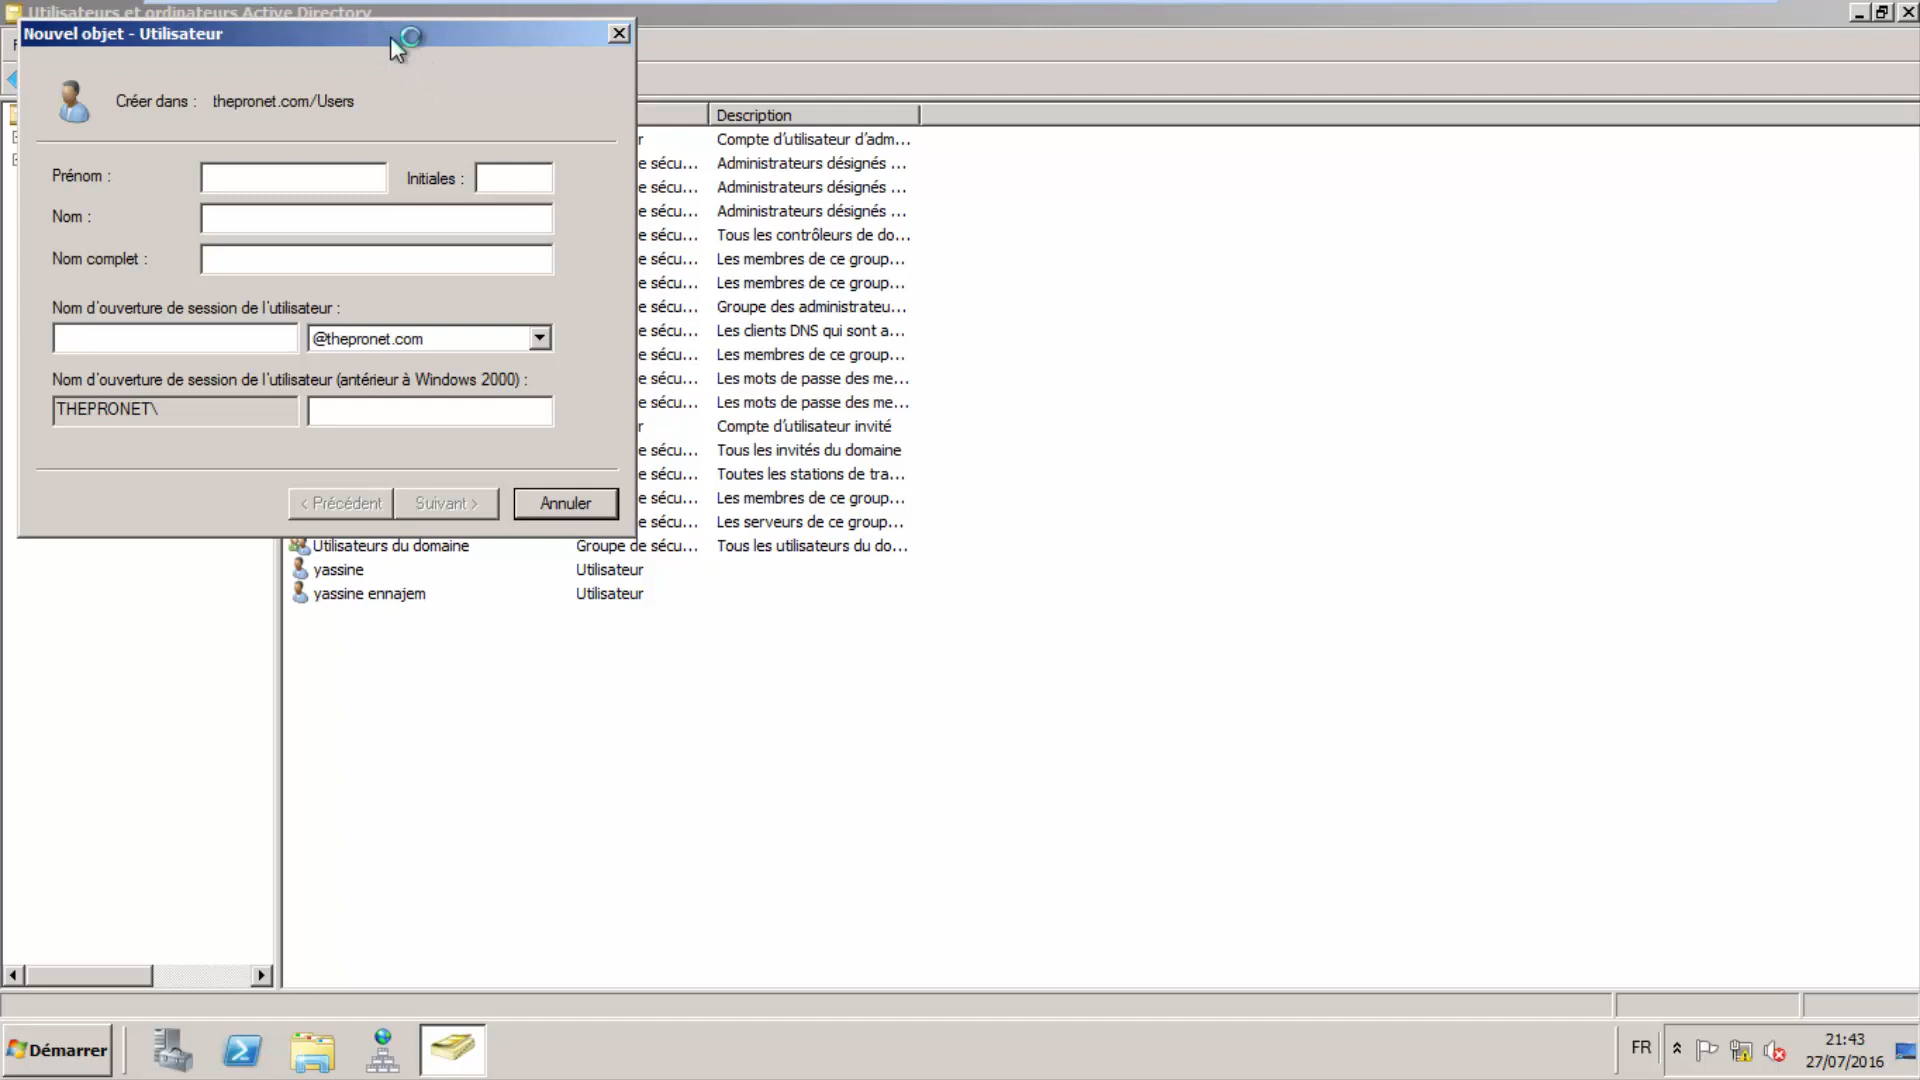 Utilisateurs et ordinateurs Active Directory
Nouvel objet - Utilisateur
Créer dans : thepronet.com/Users
Prénom :
Initiales :
Nom :
Nom complet :
Nom d'ouverture de session de l'utilisateur :
@thepronet.com
Nom d'ouverture de session de l'utilisateur (antérieur à Windows 2000) :
THEPRONET\
< Précédent
Suivant >
Annuler
Description
r Compte d'utilisateur d'adm...
e sécu... Administrateurs désignés ...
e sécu... Administrateurs désignés ...
e sécu... Administrateurs désignés ...
e sécu... Tous les contrôleurs de do...
e sécu... Les membres de ce group...
e sécu... Les membres de ce group...
e sécu... Groupe des administrateu...
e sécu... Les clients DNS qui sont a...
e sécu... Les membres de ce group...
e sécu... Les mots de passe des me...
e sécu... Les mots de passe des me...
r Compte d'utilisateur invité
e sécu... Tous les invités du domaine
e sécu... Toutes les stations de tra...
e sécu... Les membres de ce group...
e sécu... Les serveurs de ce group...
Utilisateurs du domaine Groupe de sécu... Tous les utilisateurs du do...
yassine Utilisateur
yassine ennajem Utilisateur
Démarrer
FR
21:43
27/07/2016